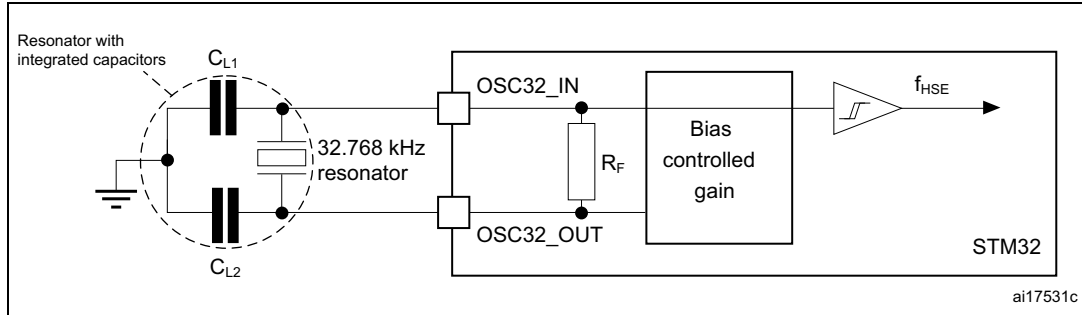 Resonator with
integrated capacitors
CL1
OSC32_IN
fHSE
32.768 kHz
resonator
RF
Bias
controlled
gain
OSC32_OUT
STM32
CL2
ai17531c